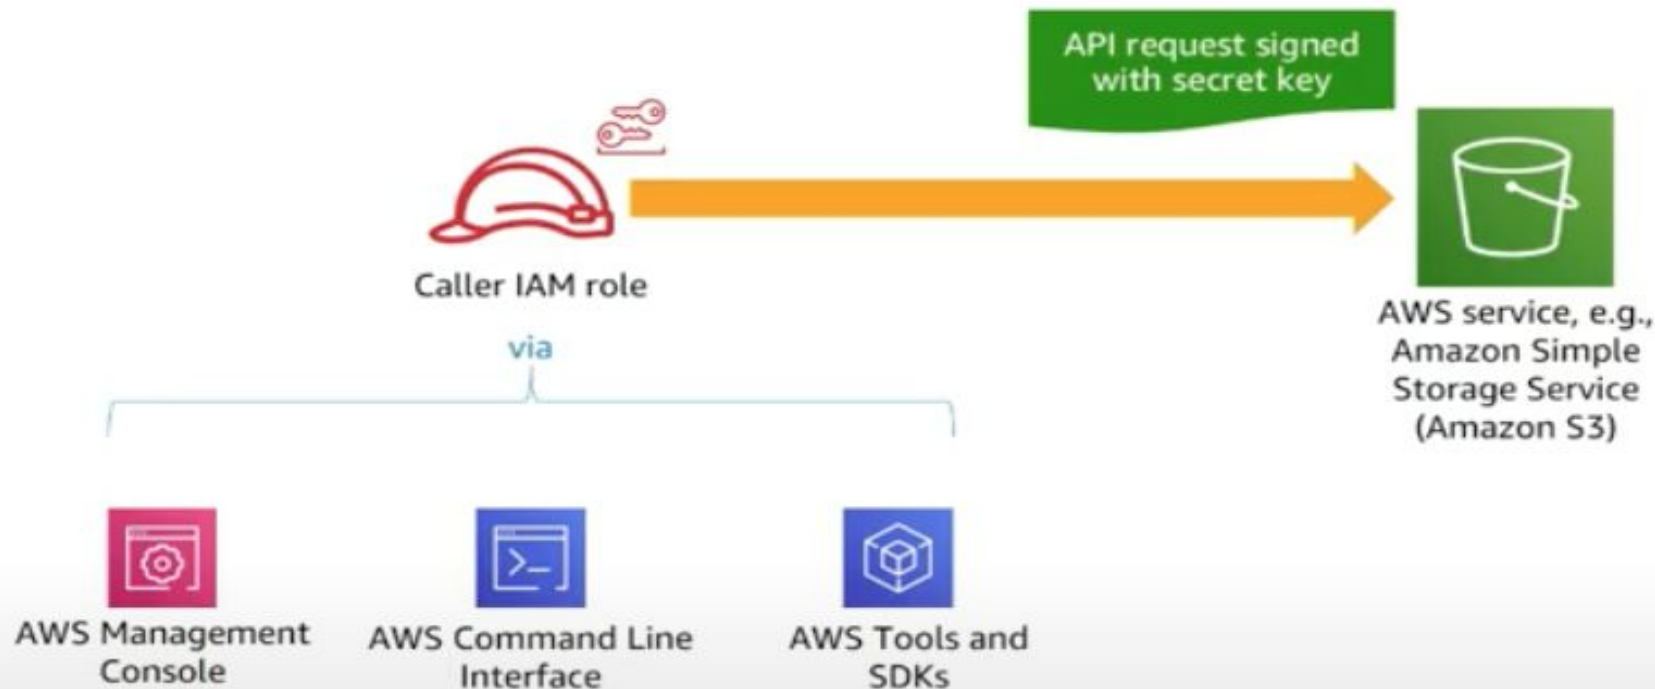 API request signed
with secret key
Caller IAM role
via
AWS service, e.g.,
Amazon Simple
Storage Service
(Amazon S3)
AWS Management
Console
AWS Command Line
Interface
AWS Tools and
SDKs